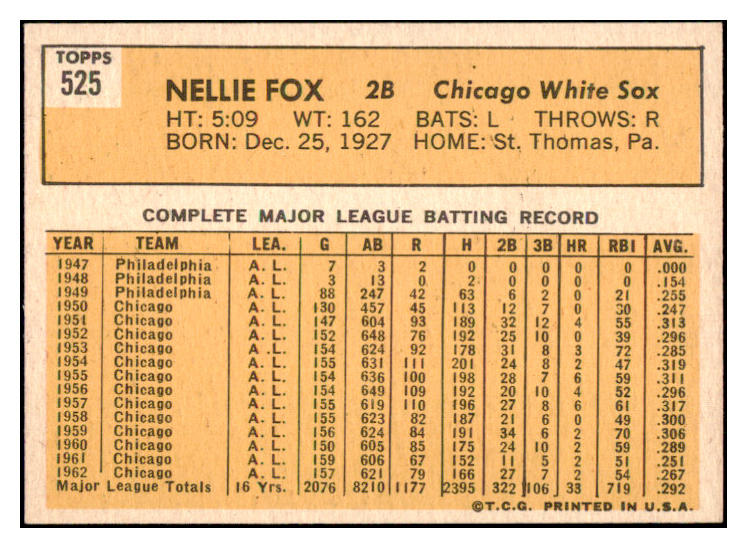 TOPPS
525
NELLIE FOX 2B Chicago White Sox
HT: 5:09 WT: 162 BATS: L THROWS: R
BORN: Dec. 25, 1927 HOME: St. Thomas, Pa.
COMPLETE MAJOR LEAGUE BATTING RECORD
YEAR TEAM LEA. G AB R H 2B 3B HR RBI AVG.
1947 Philadelphia A. L. 7 3 2 0 0 0 0 0 .000
1948 Philadelphia A. L. 3 13 0 2 0 0 0 0 .154
1949 Philadelphia A. L. 88 247 42 63 6 2 0 21 .255
1950 Chicago A. L. 130 457 45 113 12 7 0 30 .247
1951 Chicago A. L. 147 604 93 189 32 12 4 55 .313
1952 Chicago A. L. 152 648 76 192 25 10 0 39 .296
1953 Chicago A. L. 154 624 92 178 31 8 3 72 .285
1954 Chicago A. L. 155 631 111 201 24 8 2 47 .319
1955 Chicago A. L. 154 636 100 198 28 7 6 59 .311
1956 Chicago A. L. 154 649 109 192 20 10 4 52 .296
1957 Chicago A. L. 155 619 110 196 27 8 6 61 .317
1958 Chicago A. L. 155 623 82 187 21 6 0 49 .300
1959 Chicago A. L. 156 624 84 191 34 6 2 70 .306
1960 Chicago A. L. 150 605 85 175 24 10 2 59 .289
1961 Chicago A. L. 159 606 67 152 11 5 2 51 .251
1962 Chicago A. L. 157 621 79 166 27 7 2 54 .267
Major League Totals 16 Yrs. 2076 8210 1177 2395 322 106 33 719 .292
©T.C.G. PRINTED IN U.S.A.